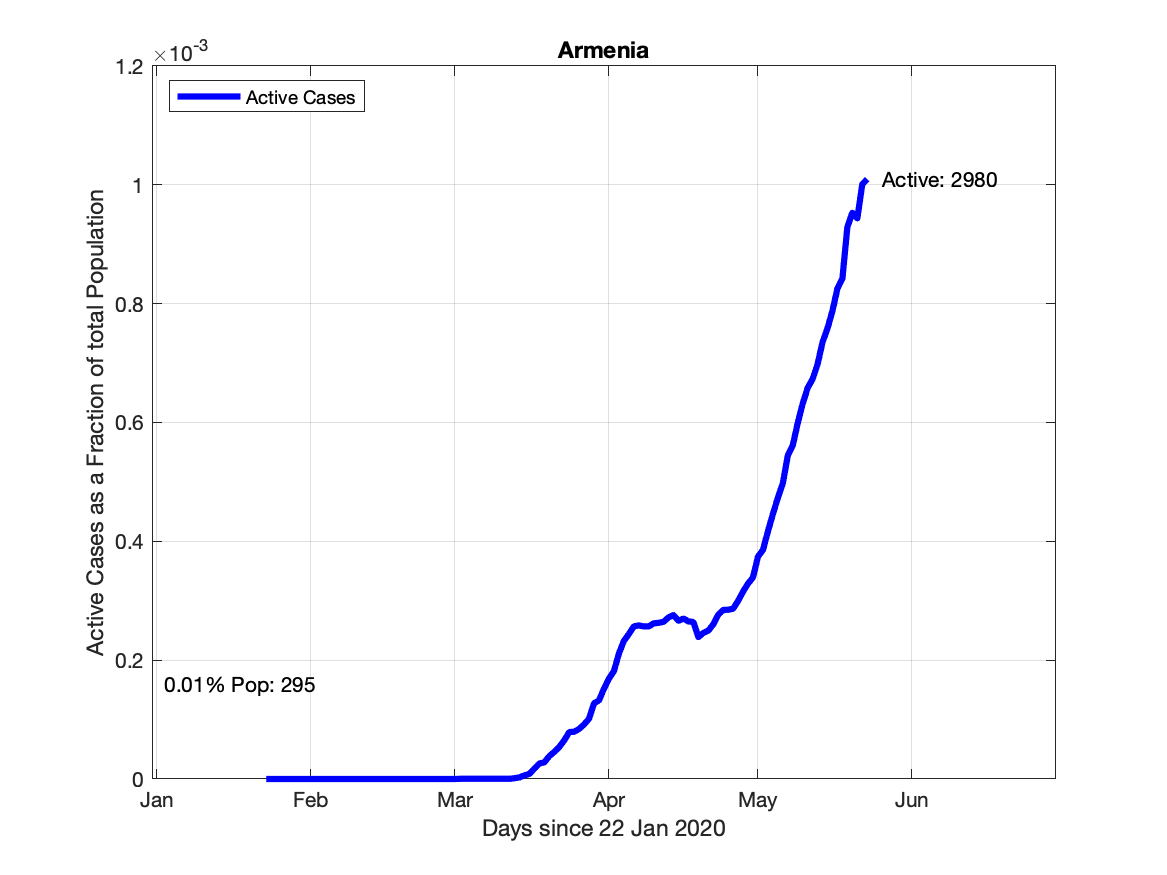 Armenia
×10-3
1.2
1
0.8
0.6
0.4
0.2
0
Active Cases
Active: 2980
0.01% Pop: 295
Active Cases as a Fraction of total Population
Jan Feb Mar Apr May Jun
Days since 22 Jan 2020